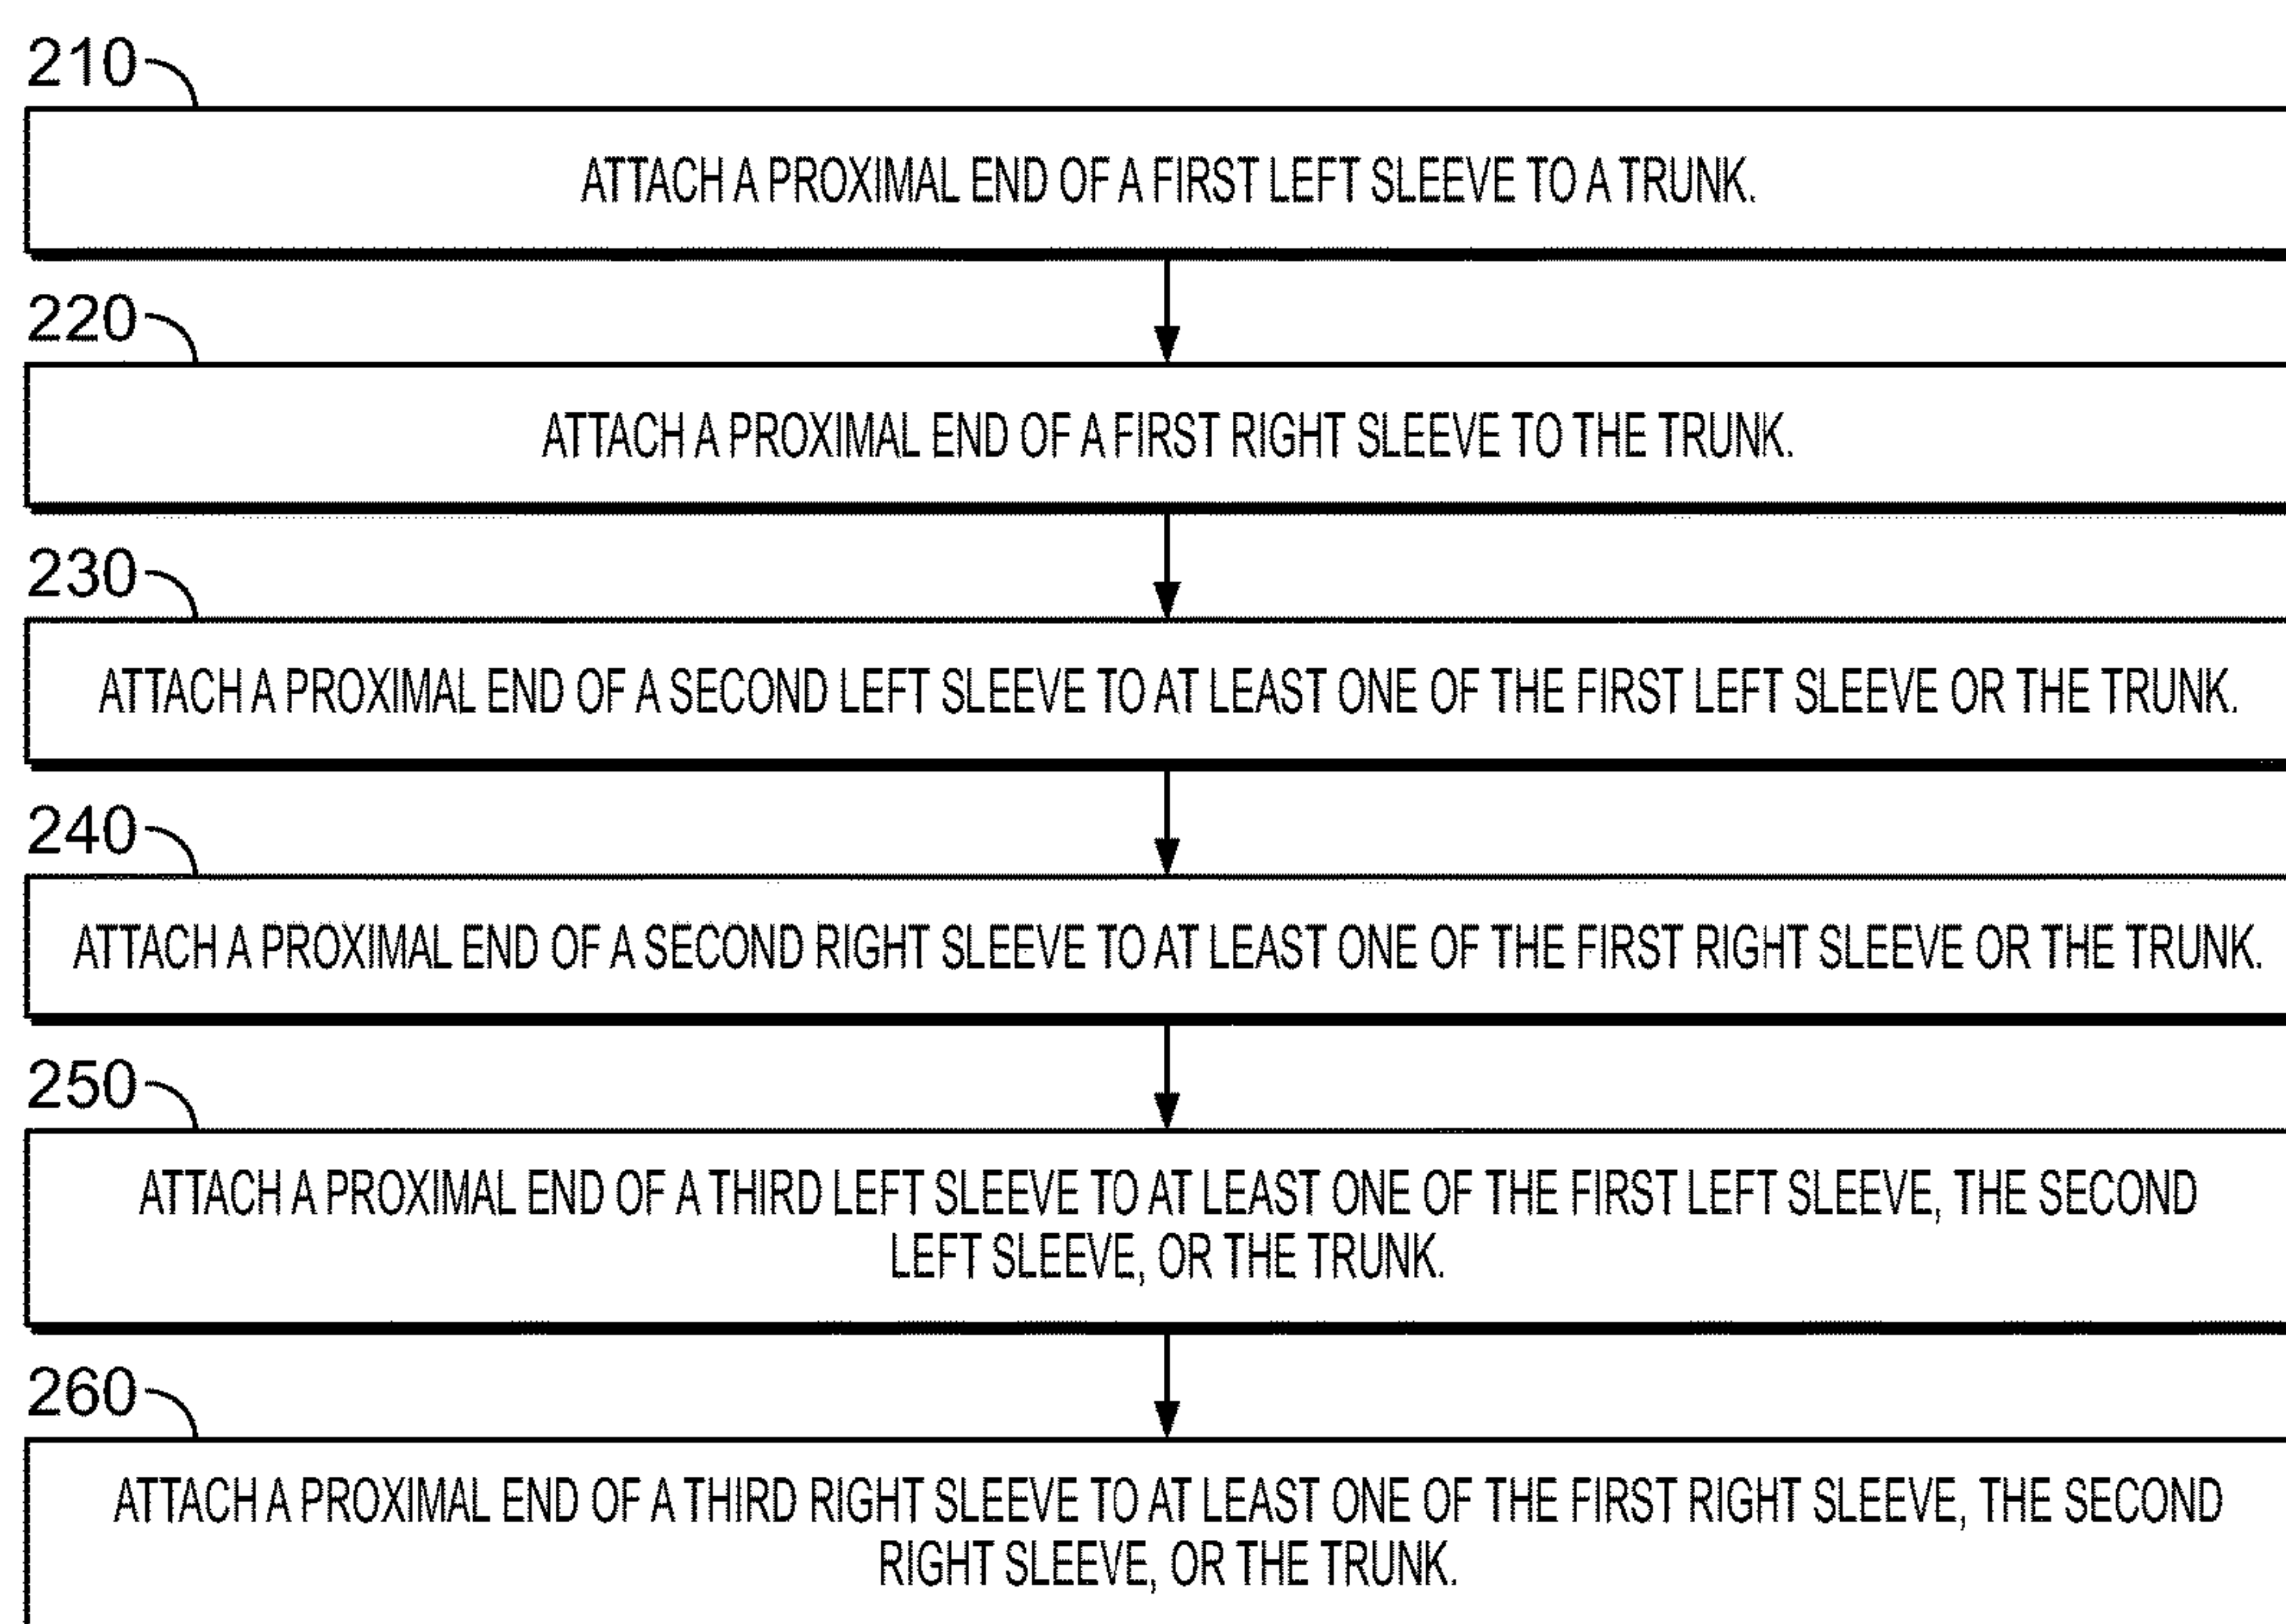 210
ATTACH A PROXIMAL END OF A FIRST LEFT SLEEVE TO A TRUNK.
220
ATTACH A PROXIMAL END OF A FIRST RIGHT SLEEVE TO THE TRUNK.
230
ATTACH A PROXIMAL END OF A SECOND LEFT SLEEVE TO AT LEAST ONE OF THE FIRST LEFT SLEEVE OR THE TRUNK.
240
ATTACH A PROXIMAL END OF A SECOND RIGHT SLEEVE TO AT LEAST ONE OF THE FIRST RIGHT SLEEVE OR THE TRUNK.
250
ATTACH A PROXIMAL END OF A THIRD LEFT SLEEVE TO AT LEAST ONE OF THE FIRST LEFT SLEEVE, THE SECOND
LEFT SLEEVE, OR THE TRUNK.
260
ATTACH A PROXIMAL END OF A THIRD RIGHT SLEEVE TO AT LEAST ONE OF THE FIRST RIGHT SLEEVE, THE SECOND
RIGHT SLEEVE, OR THE TRUNK.